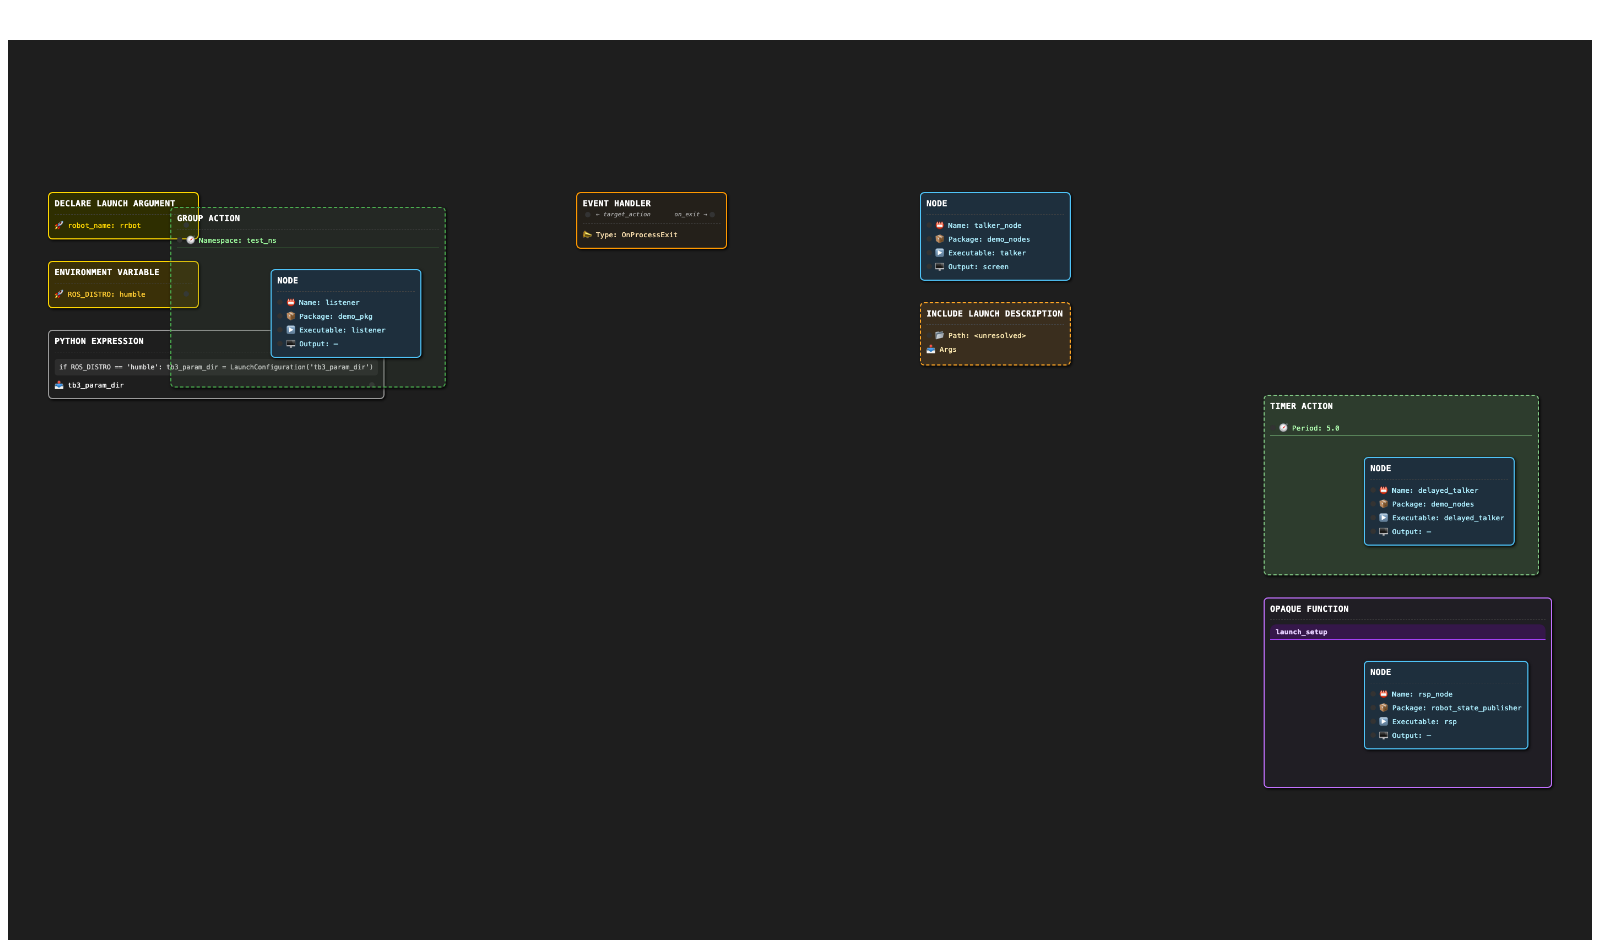 DECLARE LAUNCH ARGUMENT
robot_name: rrbot
ENVIRONMENT VARIABLE
ROS_DISTRO: humble
PYTHON EXPRESSION
if ROS_DISTRO == 'humble': tb3_param_dir = LaunchConfiguration('tb3_param_dir')
tb3_param_dir
GROUP ACTION
Namespace: test_ns
NODE
Name: listener
Package: demo_pkg
Executable: listener
Output: —
EVENT HANDLER
← target_action on_exit →
Type: OnProcessExit
NODE
Name: talker_node
Package: demo_nodes
Executable: talker
Output: screen
INCLUDE LAUNCH DESCRIPTION
Path: <unresolved>
Args
TIMER ACTION
Period: 5.0
NODE
Name: delayed_talker
Package: demo_nodes
Executable: delayed_talker
Output: —
OPAQUE FUNCTION
launch_setup
NODE
Name: rsp_node
Package: robot_state_publisher
Executable: rsp
Output: —